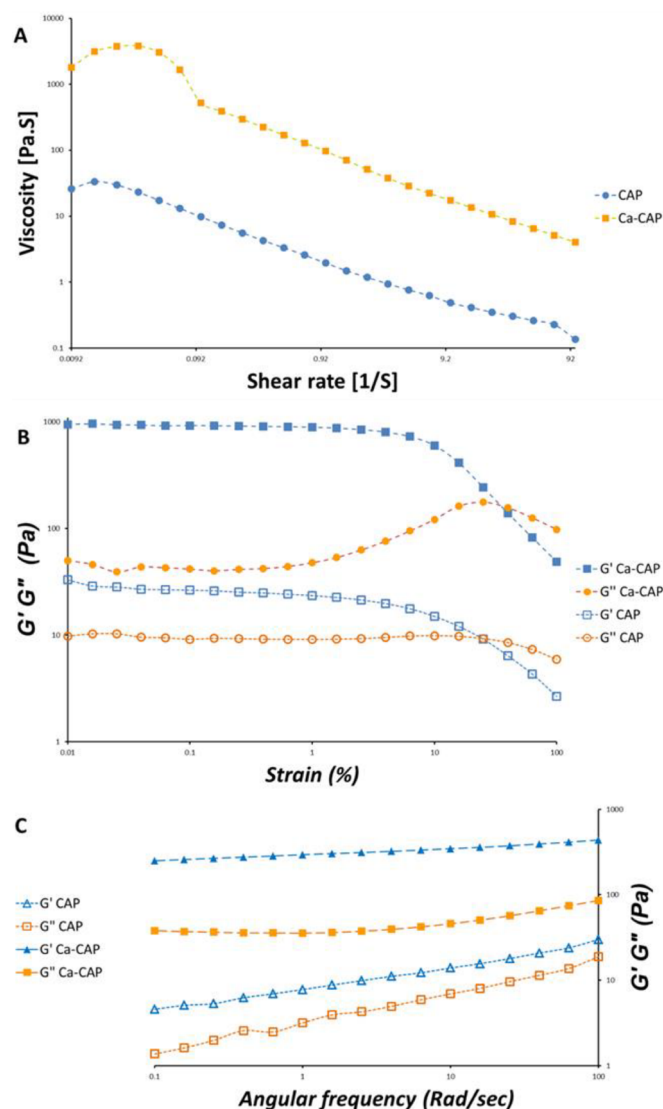 A
10000
1000
100
10
1
0.1
0.0092
0.092
0.92
9.2
92
Viscosity [Pa.S]
Shear rate [1/S]
CAP
Ca-CAP
B
1000
100
10
1
0.01
0.1
1
10
100
G' G" (Pa)
Strain (%)
G' Ca-CAP
G" Ca-CAP
G' CAP
G" CAP
C
G' CAP
G" CAP
G' Ca-CAP
G" Ca-CAP
1000
100
10
1
0.1
1
10
100
G' G" (Pa)
Angular frequency (Rad/sec)